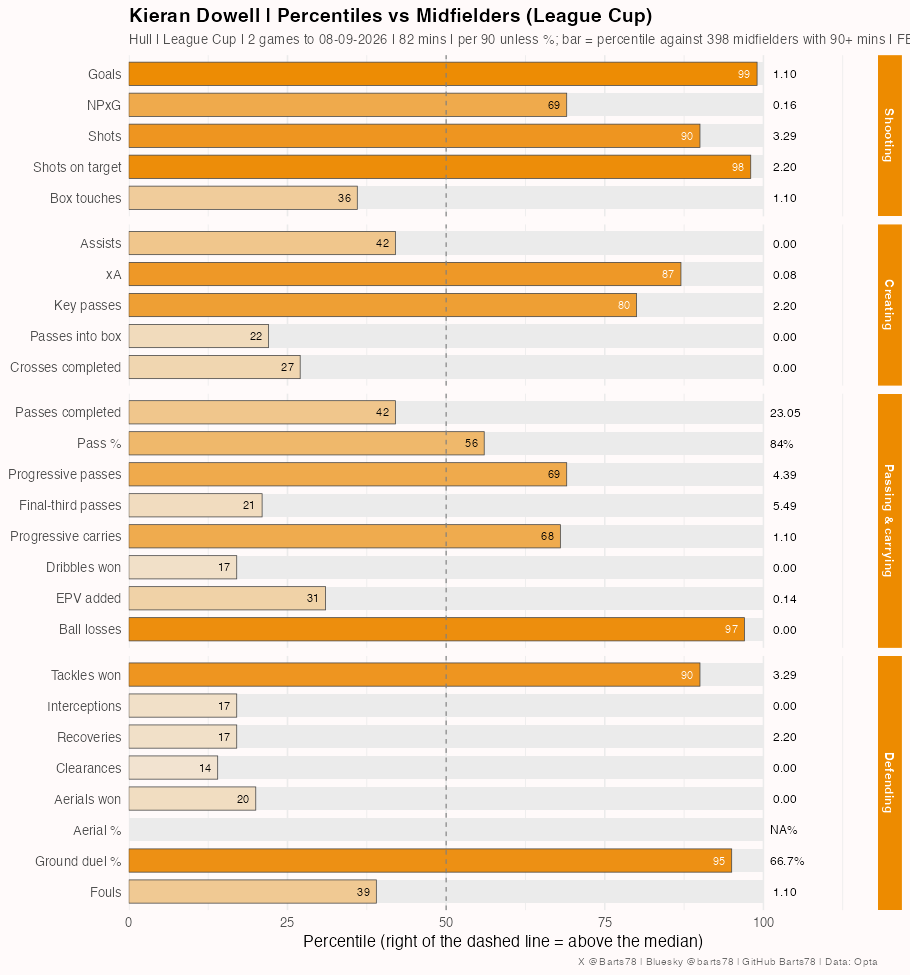 Kieran Dowell | Percentiles vs Midfielders (League Cup)
Hull | League Cup | 2 games to 08-09-2026 | 82 mins | per 90 unless %; bar = percentile against 398 midfielders with 90+ mins | FE
Goals 99 1.10
NPxG 69 0.16
Shots 90 3.29
Shots on target 98 2.20
Box touches 36 1.10
Shooting
Assists 42 0.00
xA 87 0.08
Key passes 80 2.20
Passes into box 22 0.00
Crosses completed 27 0.00
Creating
Passes completed 42 23.05
Pass % 56 84%
Progressive passes 69 4.39
Final-third passes 21 5.49
Progressive carries 68 1.10
Dribbles won 17 0.00
EPV added 31 0.14
Ball losses 97 0.00
Passing & carrying
Tackles won 90 3.29
Interceptions 17 0.00
Recoveries 17 2.20
Clearances 14 0.00
Aerials won 20 0.00
Aerial % NA%
Ground duel % 95 66.7%
Fouls 39 1.10
Defending
0 25 50 75 100
Percentile (right of the dashed line = above the median)
X @Barts78 | Bluesky @barts78 | GitHub Barts78 | Data: Opta